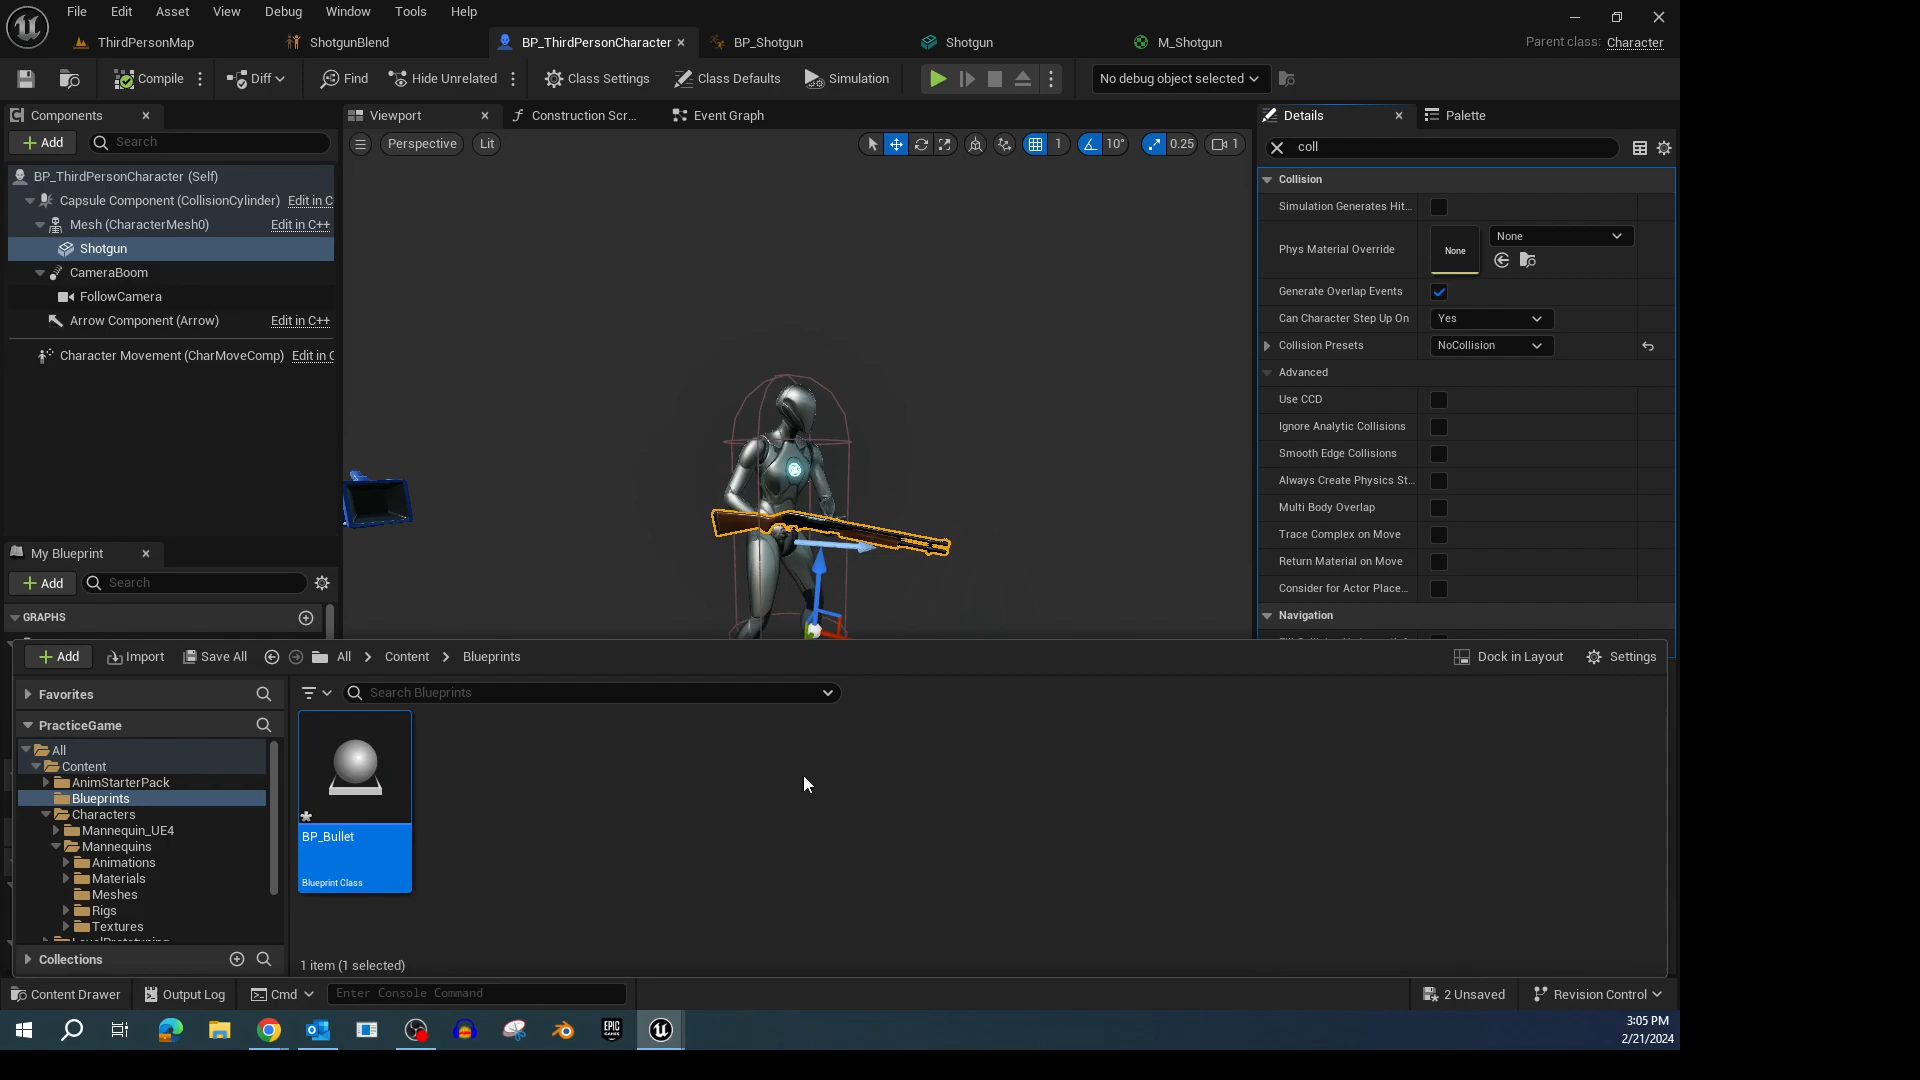 File Edit Asset View Debug Window Tools Help
ThirdPersonMap ShotgunBlend BP_ThirdPersonCharacter BP_Shotgun Shotgun M_Shotgun Parent class: Character
Compile Diff Find Hide Unrelated Class Settings Class Defaults Simulation No debug object selected
Components Viewport Construction Scr... Event Graph Details Palette
Add Search Perspective Lit 1 10° 0.25 1 coll
BP_ThirdPersonCharacter (Self)
Capsule Component (CollisionCylinder) Edit in C
Mesh (CharacterMesh0) Edit in C++
Shotgun
CameraBoom
FollowCamera
Arrow Component (Arrow) Edit in C++
Character Movement (CharMoveComp) Edit in C
Collision
Simulation Generates Hit...
Phys Material Override None None
Generate Overlap Events
Can Character Step Up On Yes
Collision Presets NoCollision
Advanced
Use CCD
Ignore Analytic Collisions
Smooth Edge Collisions
Always Create Physics St...
Multi Body Overlap
Trace Complex on Move
Return Material on Move
Consider for Actor Place...
Navigation
My Blueprint
Add Search
GRAPHS
Add Import Save All All Content Blueprints Dock in Layout Settings
Favorites Search Blueprints
PracticeGame
All
Content
AnimStarterPack
Blueprints
Characters
Mannequin_UE4
Mannequins
Animations
Materials
Meshes
Rigs
Textures
Collections
BP_Bullet
Blueprint Class
1 item (1 selected)
Content Drawer Output Log Cmd Enter Console Command 2 Unsaved Revision Control
EPIC GAMES
3:05 PM
2/21/2024